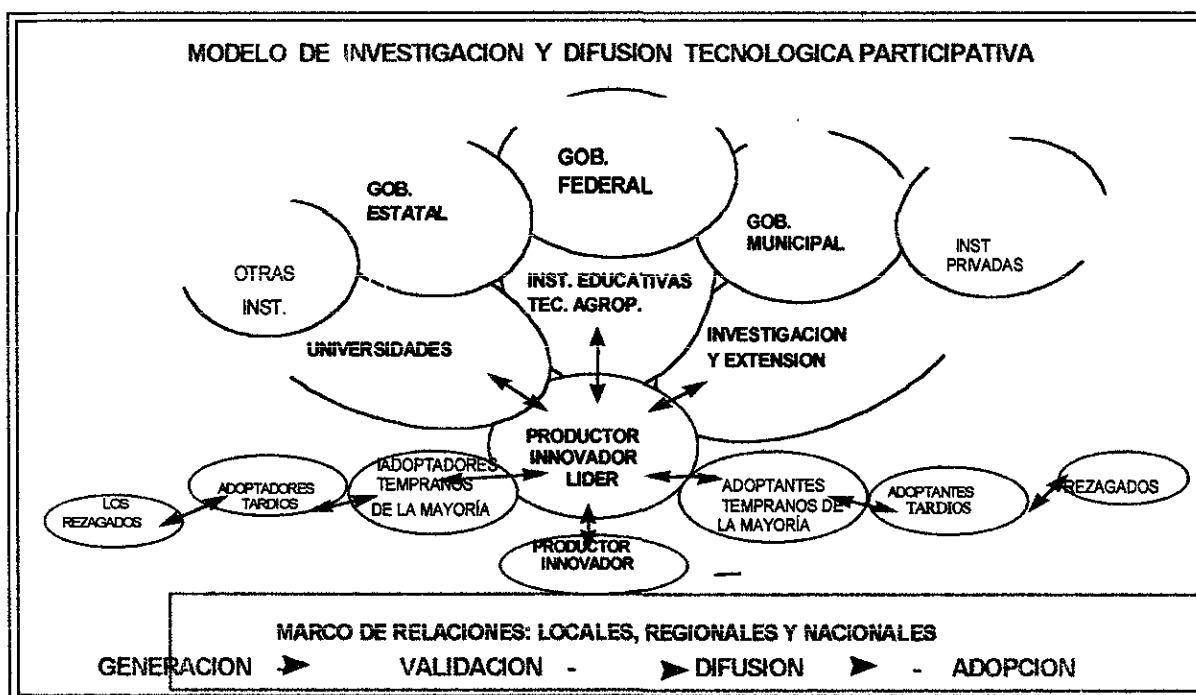 MODELO DE INVESTIGACION Y DIFUSION TECNOLOGICA PARTICIPATIVA
GOB.
FEDERAL
GOB.
ESTATAL
GOB.
MUNICIPAL
INST
PRIVADAS
OTRAS
INST.
INST. EDUCATIVAS
TEC. AGROP.
UNIVERSIDADES
INVESTIGACION
Y EXTENSION
PRODUCTOR
INNOVADOR
LIDER
LOS
REZAGADOS
ADOPTADORES
TARDIOS
IADOPTADORES
TEMPRANOS
DE LA MAYORÍA
ADOPTANTES
TEMPRANOS DE
LA MAYORÍA
ADOPTANTES
TARDIOS
REZAGADOS
PRODUCTOR
INNOVADOR
MARCO DE RELACIONES: LOCALES, REGIONALES Y NACIONALES
GENERACION - ➤ VALIDACION - ➤ DIFUSION ➤ - ADOPCION